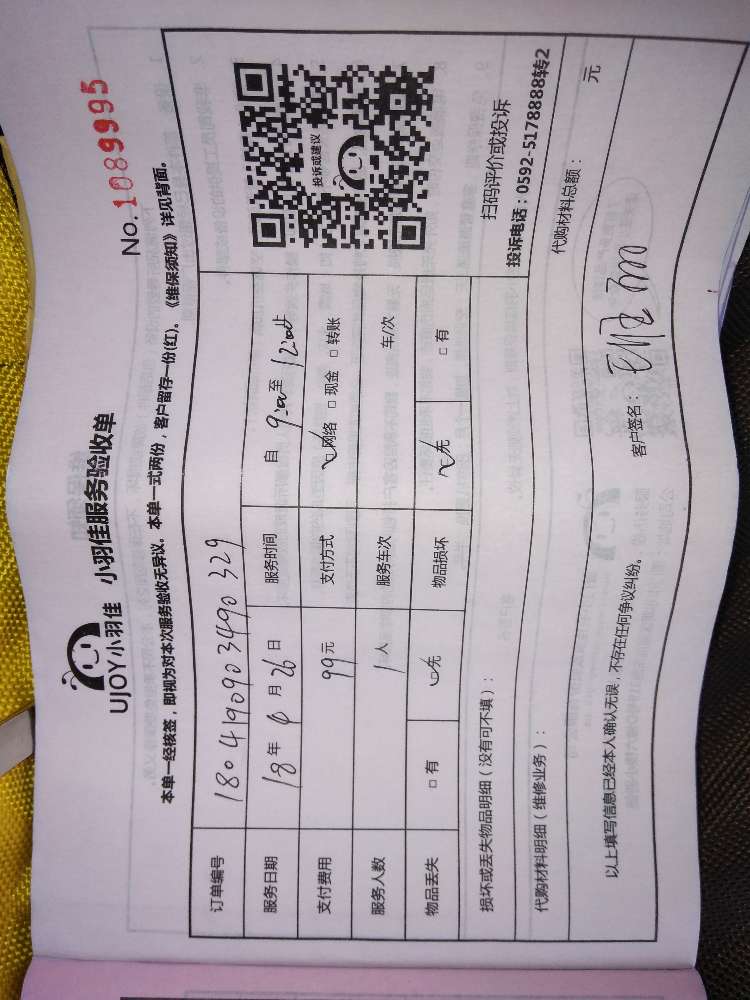 UJOY小羽佳 小羽佳服务验收单
No.1089995
本单一经核签，即视为对本次服务验收无异议。本单一式两份，客户留存一份(红)。《维保须知》详见背面。
订单编号 1804190903490329
服务日期 18年 4月 26日 服务时间 自 9:00至 12:00止
支付费用 99元 支付方式 网络 □ 现金 □ 转账
服务人数 1人 服务车次 车/次
物品丢失 □ 有 无 物品损坏 无 □ 有
投诉或建议
扫码评价或投诉
投诉电话：0592-5178888转2
损坏或丢失物品明细（没有可不填）：
代购材料明细（维修业务）： 代购材料总额： 元
以上填写信息已经本人确认无误，不存在任何争议纠纷。
客户签名：